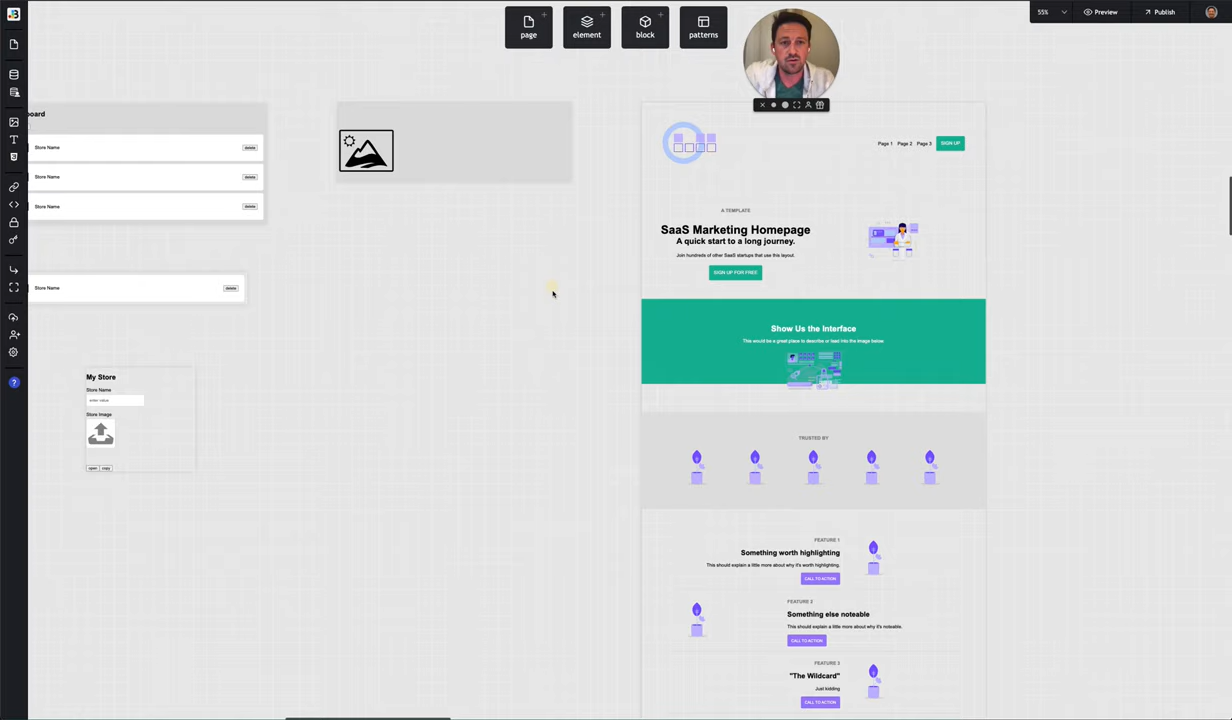 page
element
block
patterns
55%
Preview
Publish
board
Store Name
delete
Store Name
delete
Store Name
delete
Store Name
delete
My Store
Store Name
enter value
Store Image
open
copy
Page 1
Page 2
Page 3
SIGN UP
A TEMPLATE
SaaS Marketing Homepage
A quick start to a long journey.
Join hundreds of other SaaS startups that use this layout.
SIGN UP FOR FREE
Show Us the Interface
This would be a great place to describe or lead into the image below
TRUSTED BY
FEATURE 1
Something worth highlighting
This should explain a little more about why it's worth highlighting.
CALL TO ACTION
FEATURE 2
Something else noteable
This should explain a little more about why it's noteable.
CALL TO ACTION
FEATURE 3
"The Wildcard"
Just kidding
CALL TO ACTION